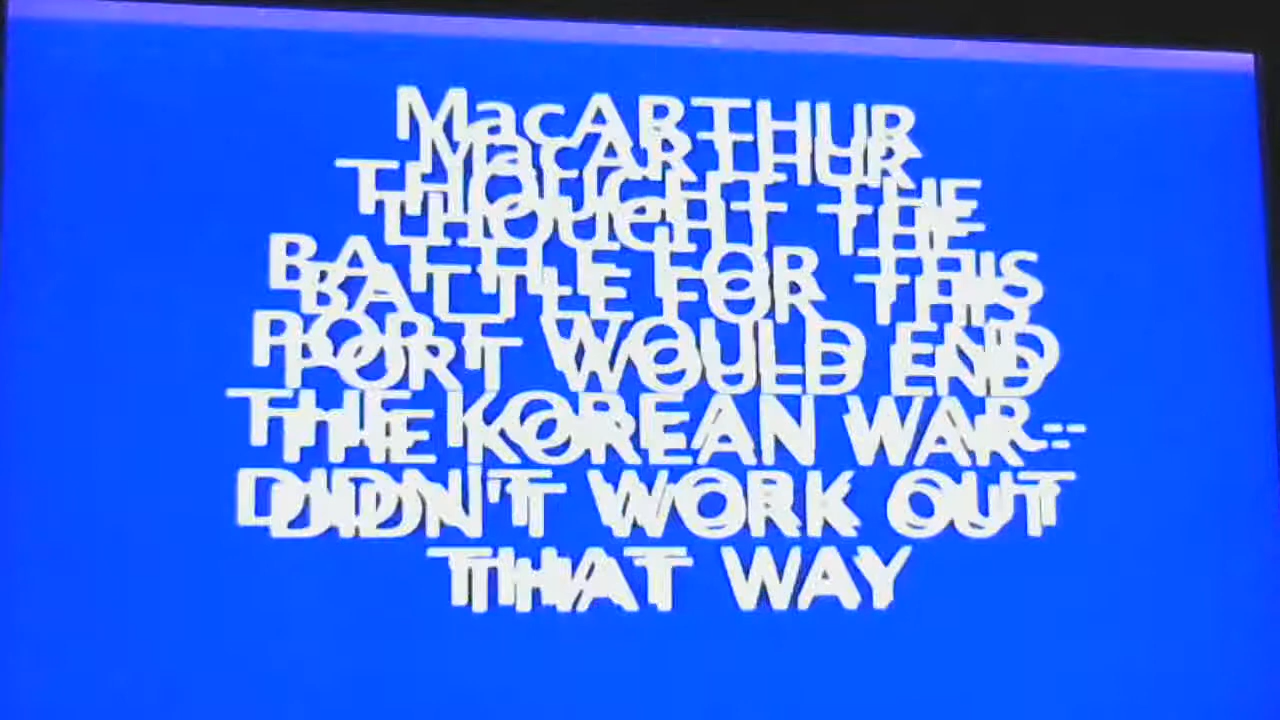 MacARTHUR
THOUGHT THE
BATTLE FOR THIS
PORT WOULD END
THE KOREAN WAR--
DIDN'T WORK OUT
THAT WAY